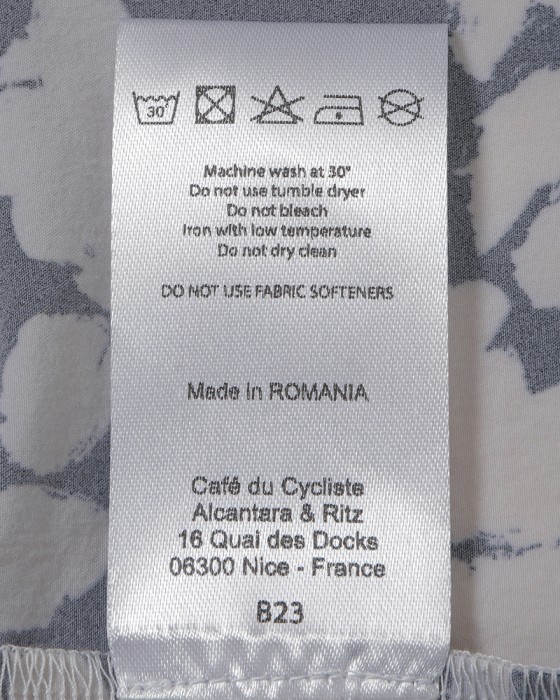 30°
Machine wash at 30°
Do not use tumble dryer
Do not bleach
Iron with low temperature
Do not dry clean
DO NOT USE FABRIC SOFTENERS
Made in ROMANIA
Café du Cycliste
Alcantara & Ritz
16 Quai des Docks
06300 Nice - France
B23